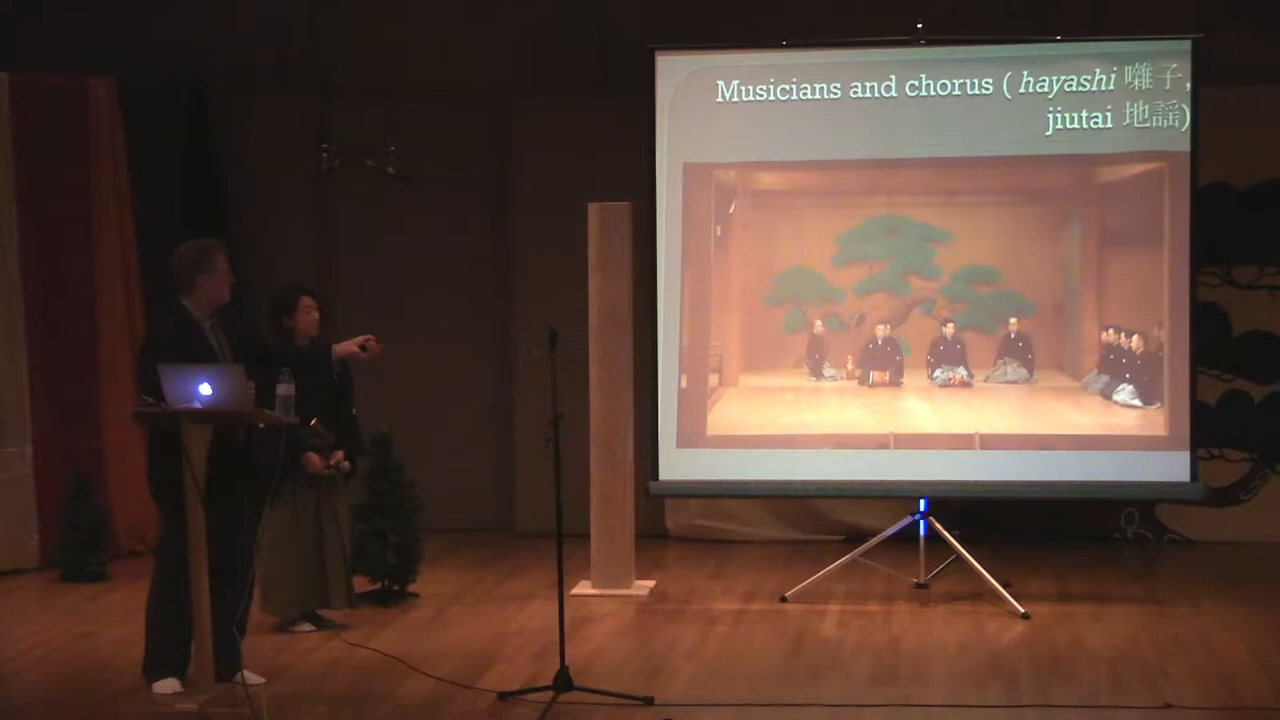 Musicians and chorus ( hayashi 囃子,
jiutai 地謡)